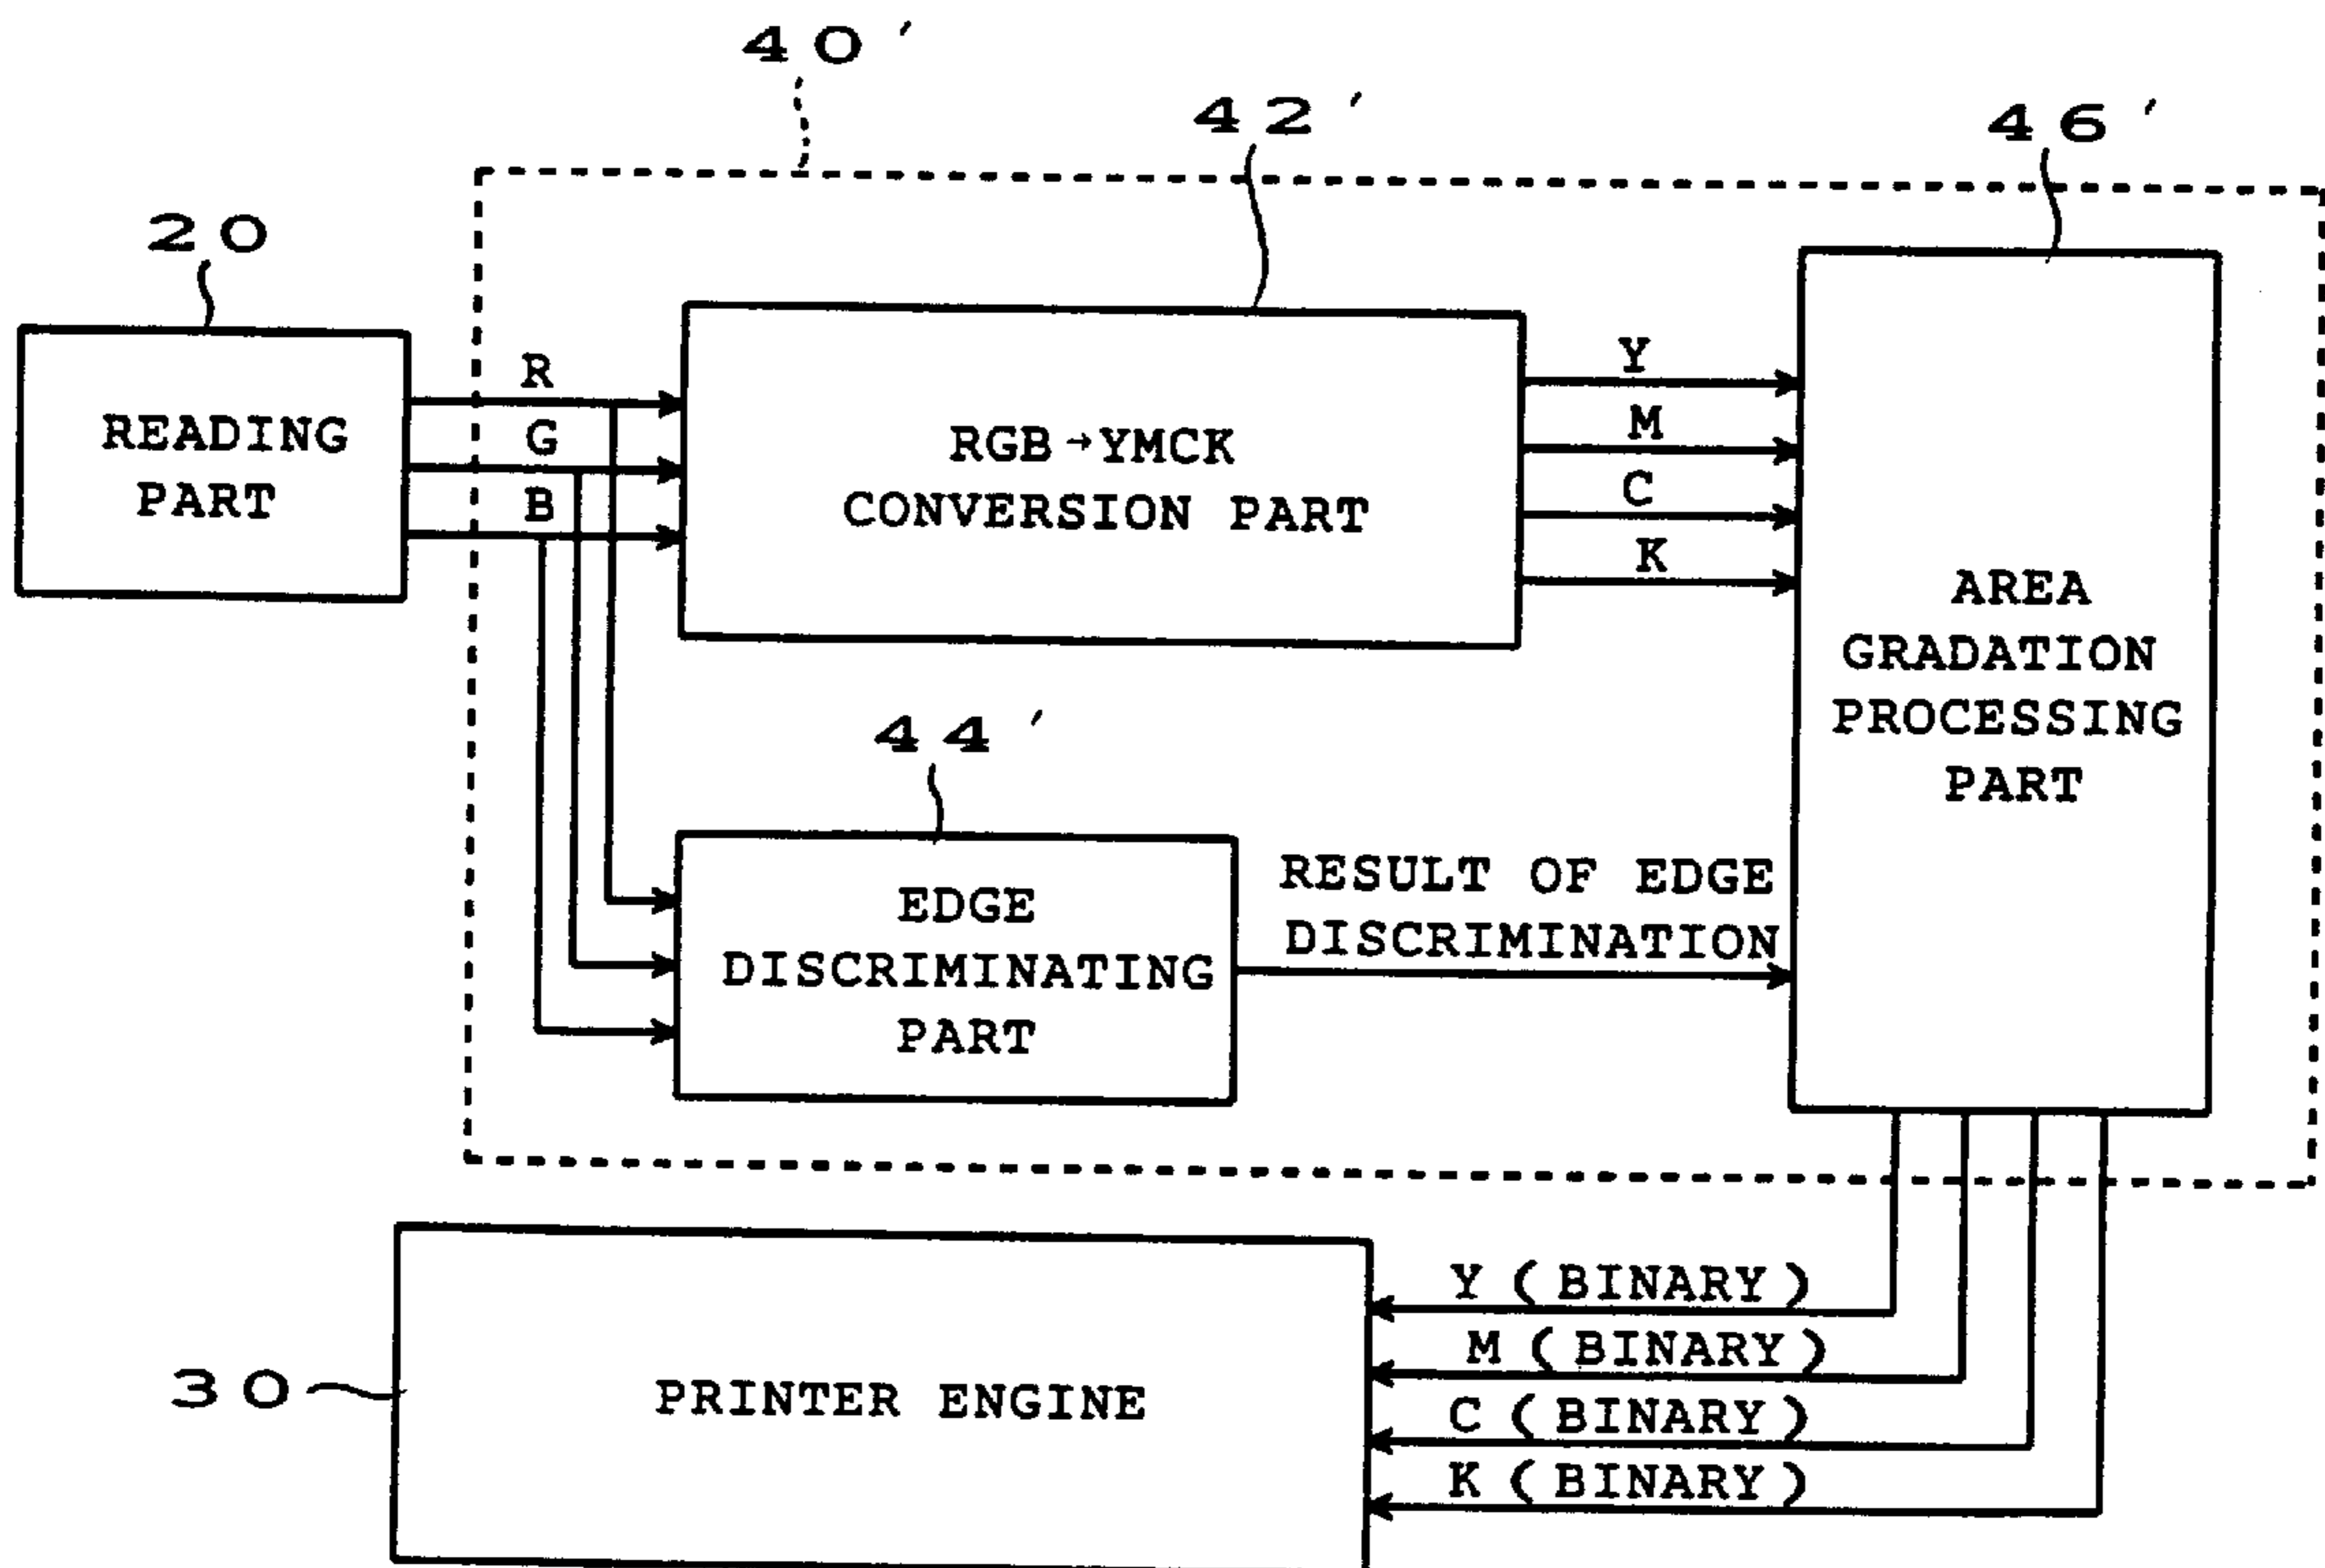 40'
42'
46'
20
READING
PART
R
G
B
RGB→YMCK
CONVERSION PART
Y
M
C
K
AREA
GRADATION
PROCESSING
PART
44'
EDGE
DISCRIMINATING
PART
RESULT OF EDGE
DISCRIMINATION
30
PRINTER ENGINE
Y (BINARY)
M (BINARY)
C (BINARY)
K (BINARY)